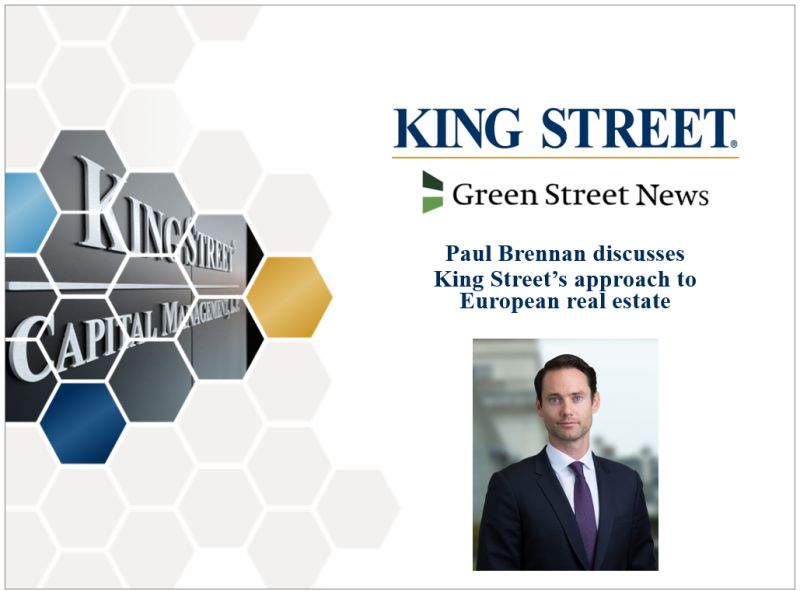 KING STREET
CAPITAL MANAGEMENT, L.P.
KING STREET®
Green Street News
Paul Brennan discusses
King Street’s approach to
European real estate